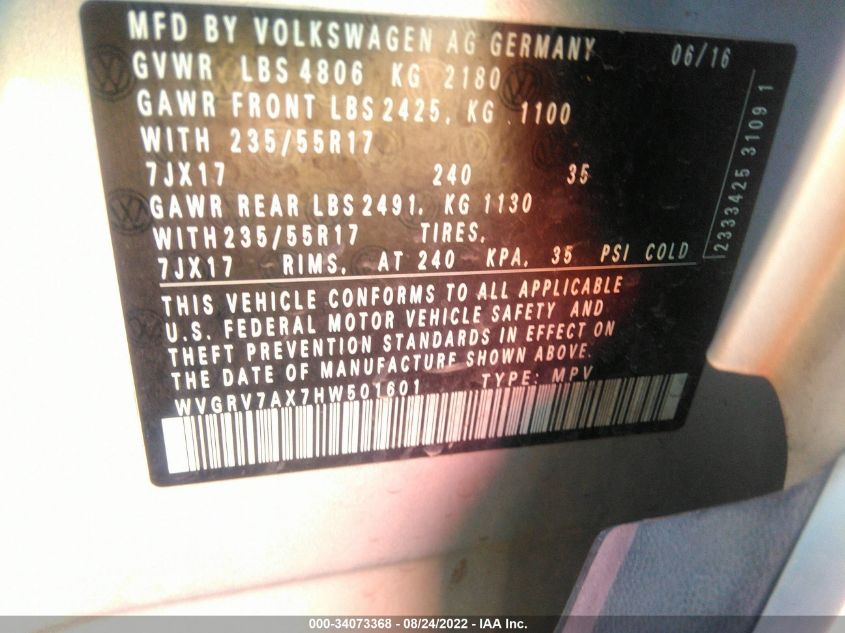 MFD BY VOLKSWAGEN AG GERMANY 06/16
GVWR LBS 4806 KG 2180
GAWR FRONT LBS 2425, KG 1100
WITH 235/55R17
7JX17 240 35
GAWR REAR LBS 2491, KG 1130
WITH 235/55R17 TIRES,
7JX17 RIMS, AT 240 KPA, 35 PSI COLD
2333425 3109 1
THIS VEHICLE CONFORMS TO ALL APPLICABLE
U.S. FEDERAL MOTOR VEHICLE SAFETY AND
THEFT PREVENTION STANDARDS IN EFFECT ON
THE DATE OF MANUFACTURE SHOWN ABOVE.
WVGRV7AX7HW501601 TYPE: MPV
000-34073368 - 08/24/2022 - IAA Inc.